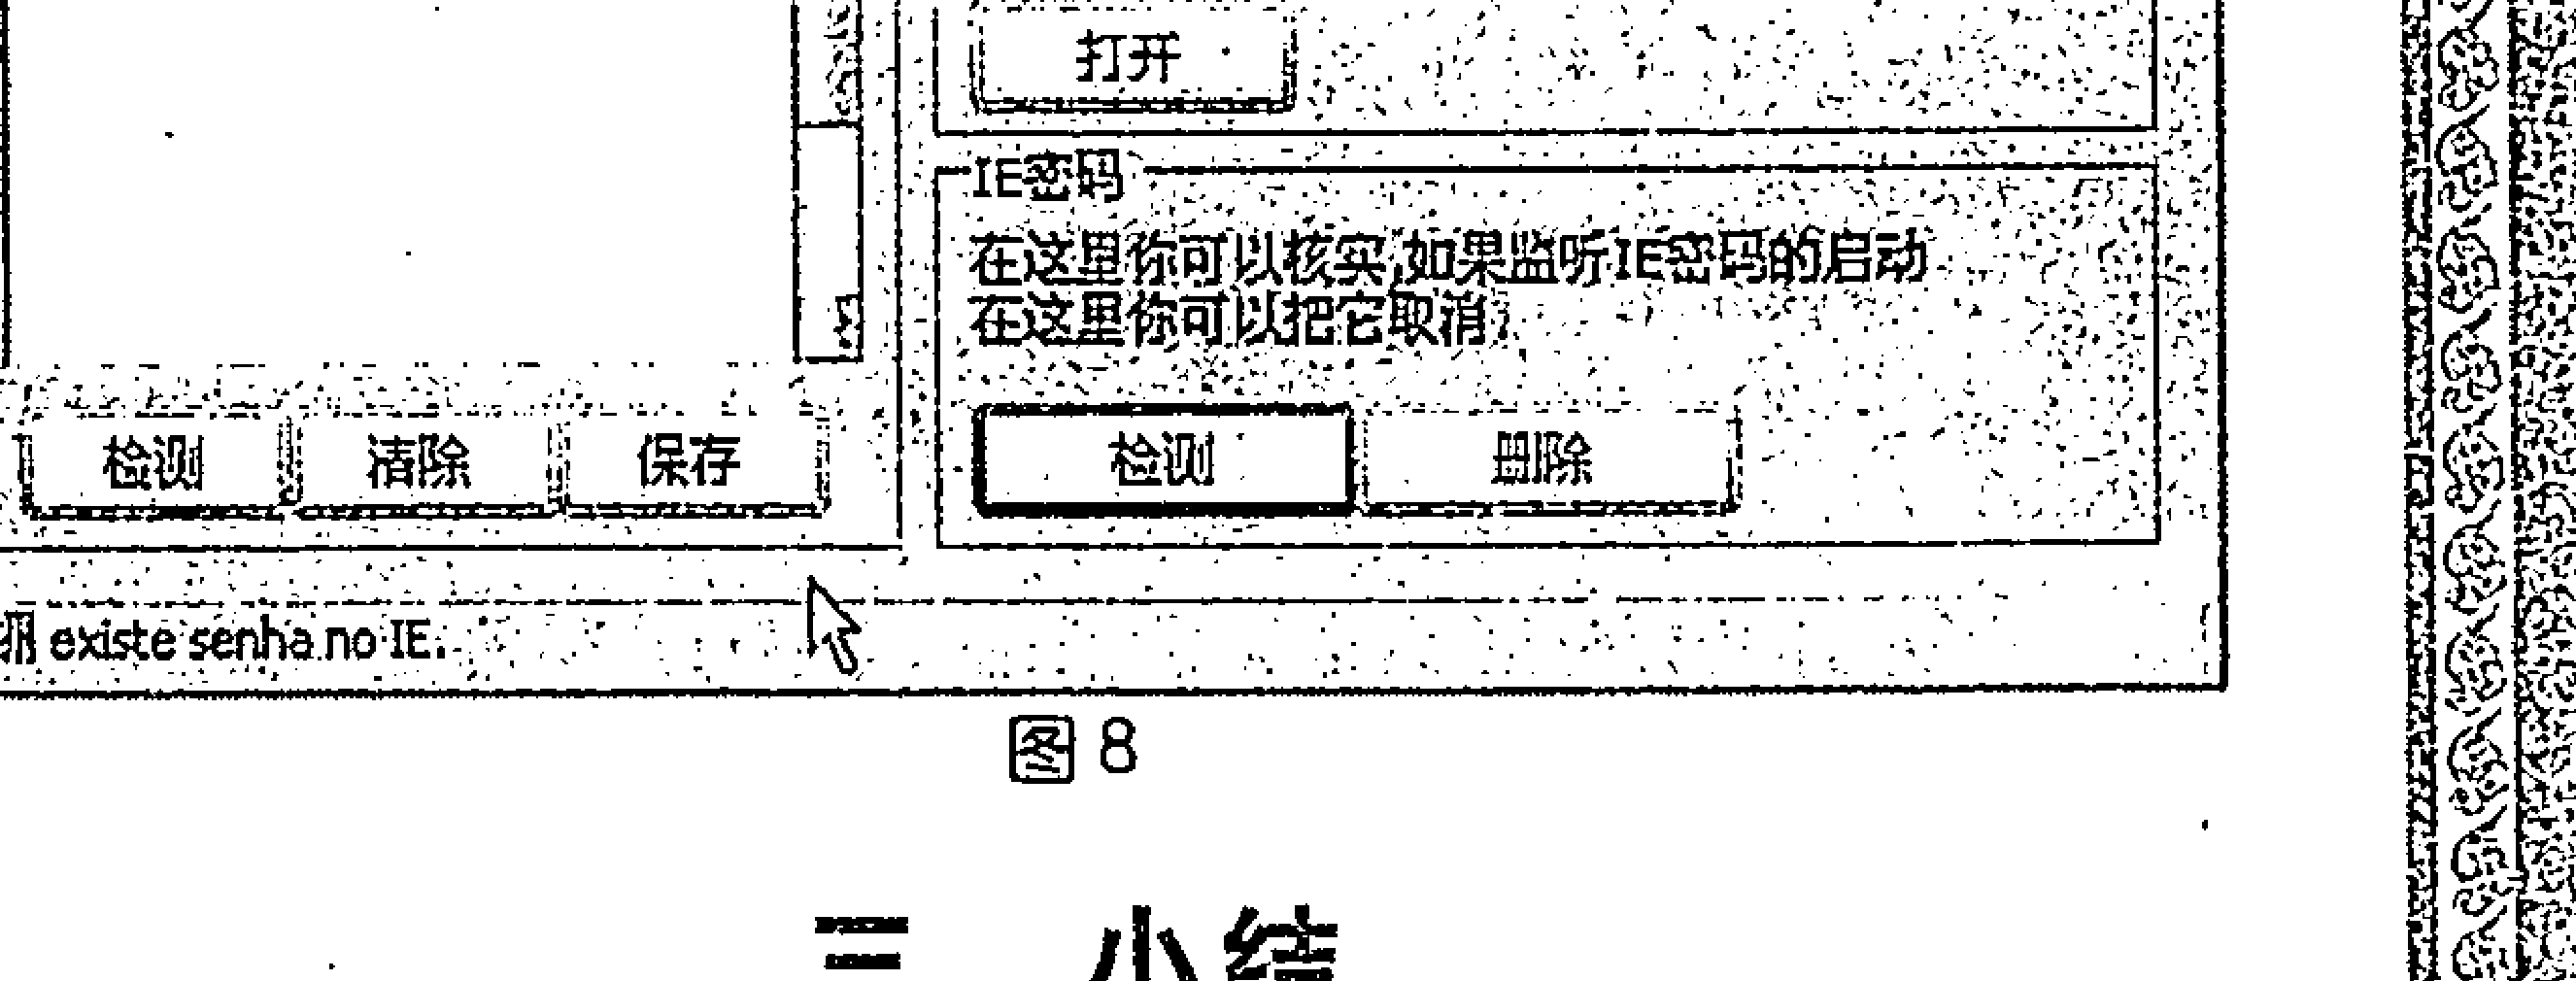 打开
IE密码
在这里你可以核实,如果监听IE密码的启动
在这里你可以把它取消.
检测 清除 保存
检测 删除
existe senha no IE.
图 8
小结